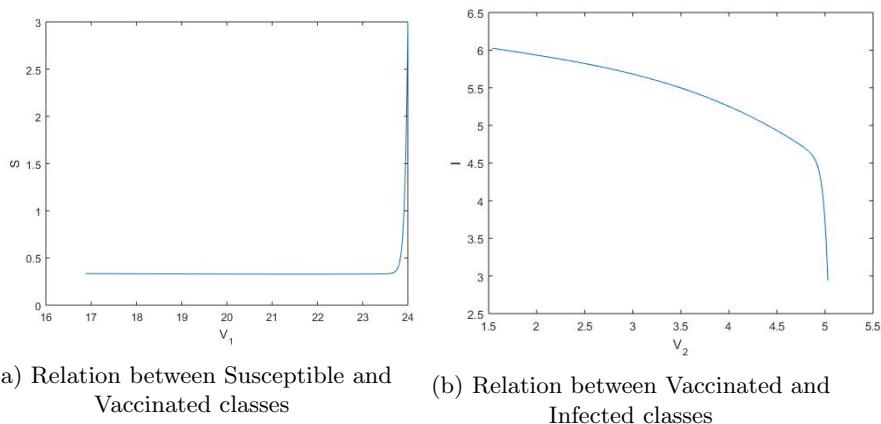 3
2.5
2
1.5
1
0.5
0
S
16 17 18 19 20 21 22 23 24
V1
a) Relation between Susceptible and
Vaccinated classes
6.5
6
5.5
5
4.5
4
3.5
3
2.5
I
1.5 2 2.5 3 3.5 4 4.5 5 5.5
V2
(b) Relation between Vaccinated and
Infected classes